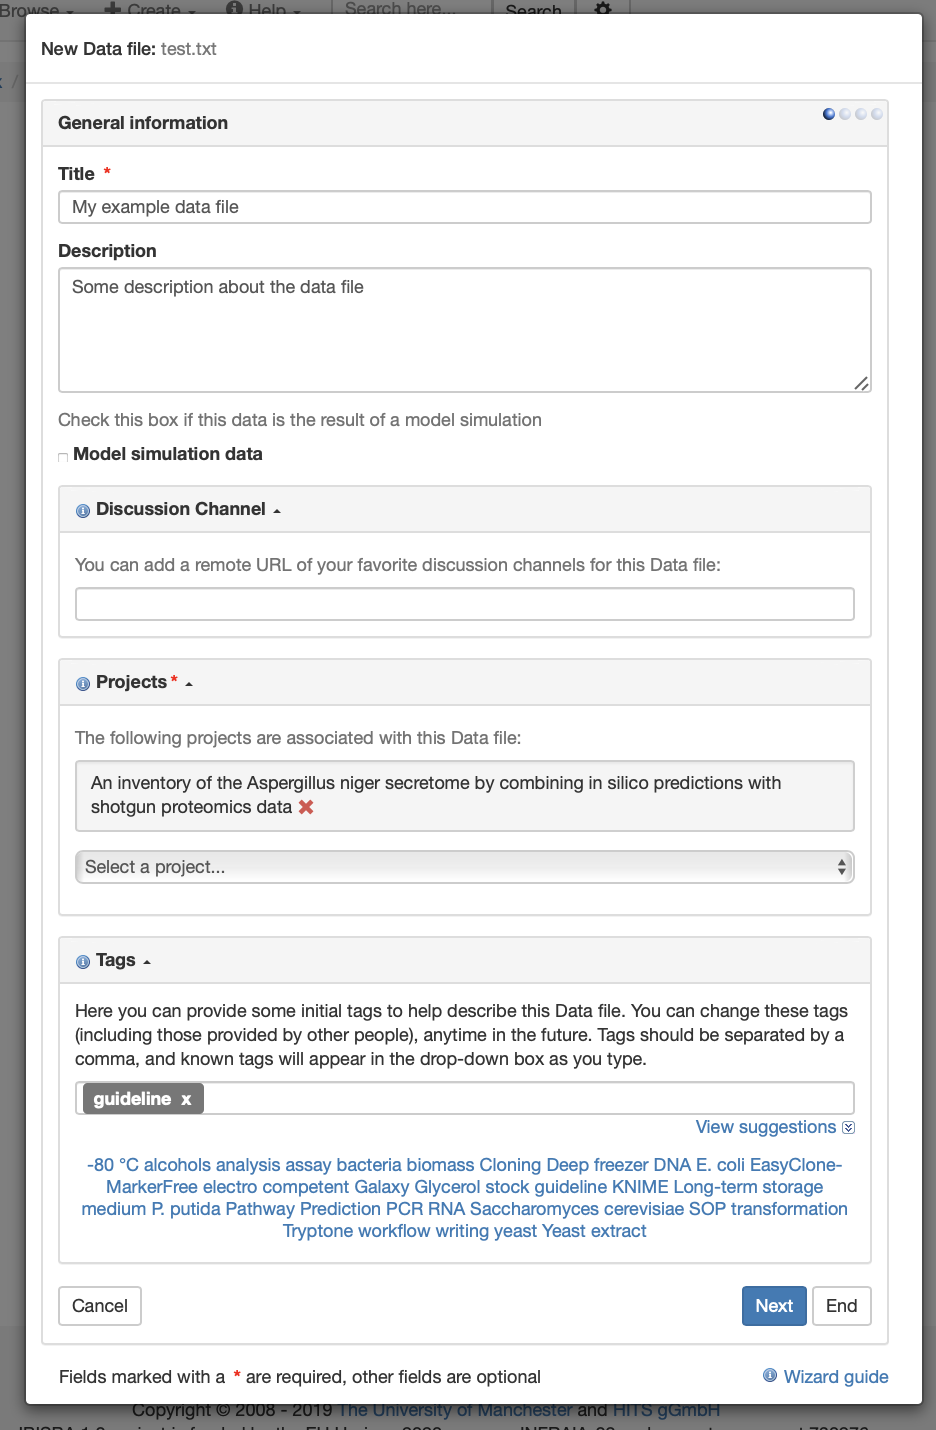 Browse
Create
Help
Search here...
Search
New Data file: test.txt
General information
Title *
My example data file
Description
Some description about the data file
Check this box if this data is the result of a model simulation
Model simulation data
Discussion Channel
You can add a remote URL of your favorite discussion channels for this Data file:
Projects *
The following projects are associated with this Data file:
An inventory of the Aspergillus niger secretome by combining in silico predictions with
shotgun proteomics data
Select a project...
Tags
Here you can provide some initial tags to help describe this Data file. You can change these tags
(including those provided by other people), anytime in the future. Tags should be separated by a
comma, and known tags will appear in the drop-down box as you type.
guideline x
View suggestions
-80 °C alcohols analysis assay bacteria biomass Cloning Deep freezer DNA E. coli EasyClone-
MarkerFree electro competent Galaxy Glycerol stock guideline KNIME Long-term storage
medium P. putida Pathway Prediction PCR RNA Saccharomyces cerevisiae SOP transformation
Tryptone workflow writing yeast Yeast extract
Cancel
Next
End
Fields marked with a * are required, other fields are optional
Wizard guide
Copyright © 2008 - 2019 The University of Manchester and HITS gGmbH